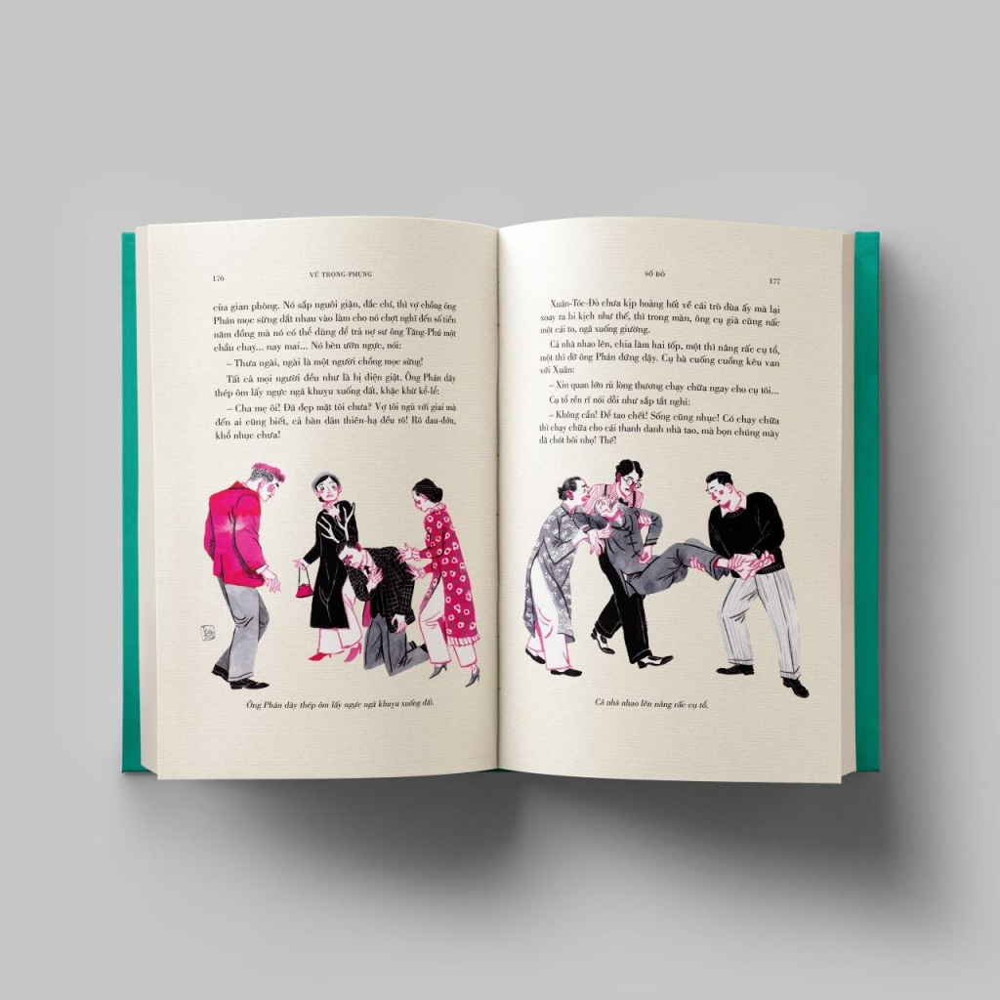 176
VŨ TRỌNG PHỤNG
của gian phòng. Nó sắp nguôi giận, đắc chí, thì vợ chồng ông
Phán mọc sừng dắt nhau vào làm cho nó chợt nghĩ đến số tiền
năm đồng mà nó có thể dùng để trả nợ sư ông Tăng-Phú một
chầu chay... nay mai... Nó bèn ưỡn ngực, nói:
– Thưa ngài, ngài là một người chồng mọc sừng!
Tất cả mọi người đều như là bị điện giật. Ông Phán dây
thép ôm lấy ngực ngã khuỵu xuống đất, khặc khừ kể lể:
– Cha mẹ ôi! Đã đẹp mặt tôi chưa? Vợ tôi ngủ với giai mà
đến ai cũng biết, cả bàn dân thiên-hạ đều rõ! Rõ đau-đớn,
khổ nhục chưa!
Ông Phán dây thép ôm lấy ngực ngã khuỵu xuống đất.
SỐ ĐỎ
177
Xuân-Tóc-Đỏ chưa kịp hoảng hốt về cái trò đùa ấy mà lại
xoay ra bi kịch như thế, thì trong màn, ông cụ già cũng nấc
một cái to, ngã xuống giường.
Cả nhà nhao lên, chia làm hai tốp, một thì nâng rấc cụ tổ,
một thì đỡ ông Phán đứng dậy. Cụ bà cuống cuồng kêu van
với Xuân:
– Xin quan lớn rủ lòng thương chạy chữa ngay cho cụ tôi...
Cụ tổ rền rĩ nói dỗi như sắp tắt nghỉ:
– Không cần! Để tao chết! Sống cũng nhục! Có chạy chữa
thì chạy chữa cho cái thanh danh nhà tao, mà bọn chúng mày
đã chót bôi nhọ! Thế!
Cả nhà nhao lên nâng rấc cụ tổ.